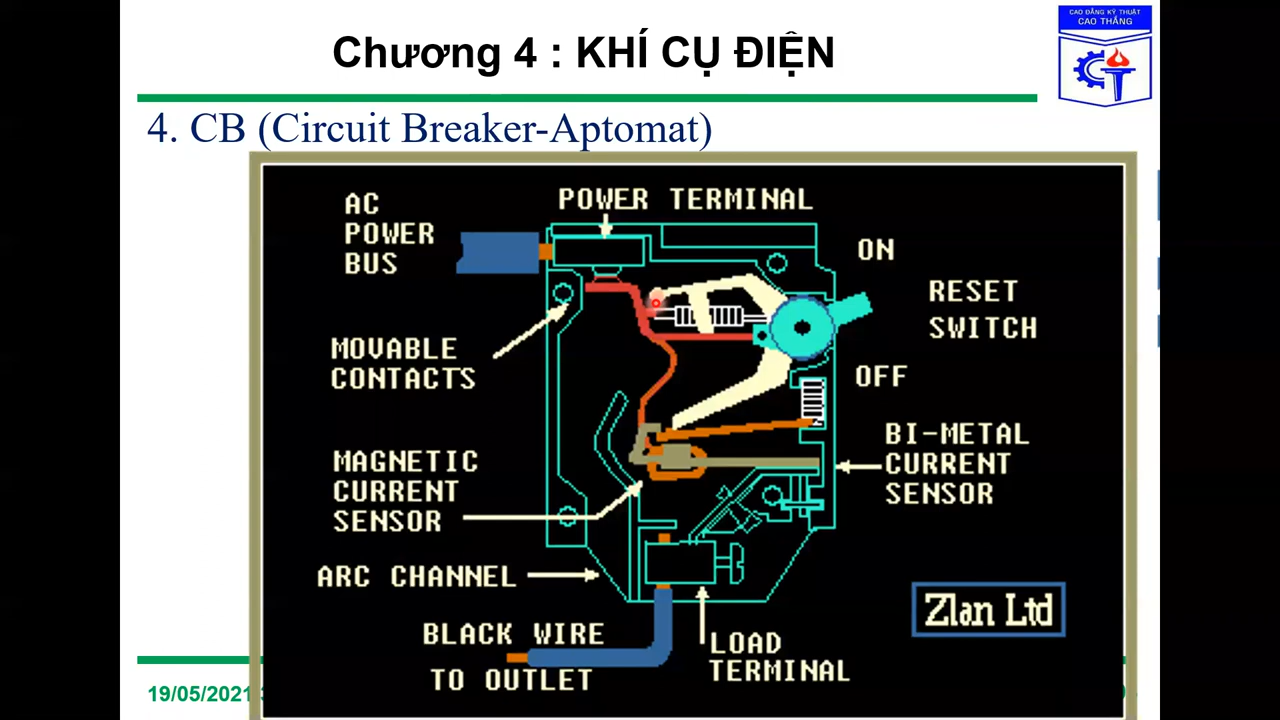 CAO ĐẲNG KỸ THUẬT
CAO THẮNG
Chương 4 : KHÍ CỤ ĐIỆN
4. CB (Circuit Breaker-Aptomat)
AC
POWER
BUS
POWER TERMINAL
ON
RESET
SWITCH
MOVABLE
CONTACTS
OFF
BI-METAL
CURRENT
SENSOR
MAGNETIC
CURRENT
SENSOR
ARC CHANNEL
Zlan Ltd
BLACK WIRE
TO OUTLET
LOAD
TERMINAL
19/05/2021